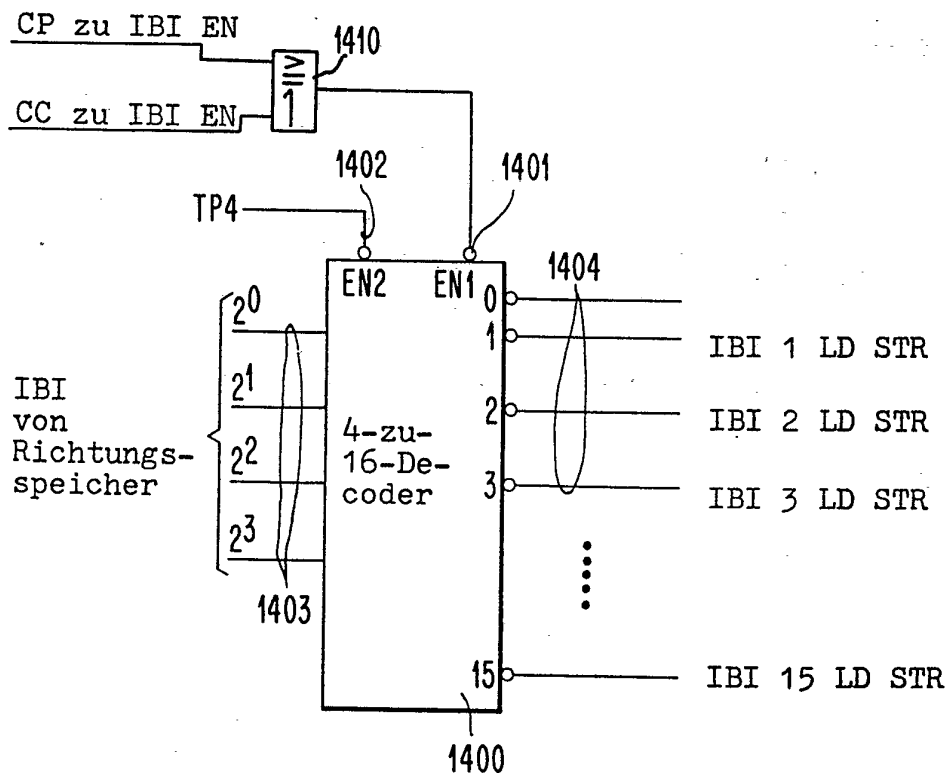 CP zu IBI EN
1410
≥
1
CC zu IBI EN
1402
1401
TP4
EN2
EN1
1404
0
1
IBI 1 LD STR
2
IBI 2 LD STR
3
IBI 3 LD STR
IBI
von
Richtungs-
speicher
2⁰
2¹
2²
2³
4-zu-
16-De-
coder
1403
15
IBI 15 LD STR
1400